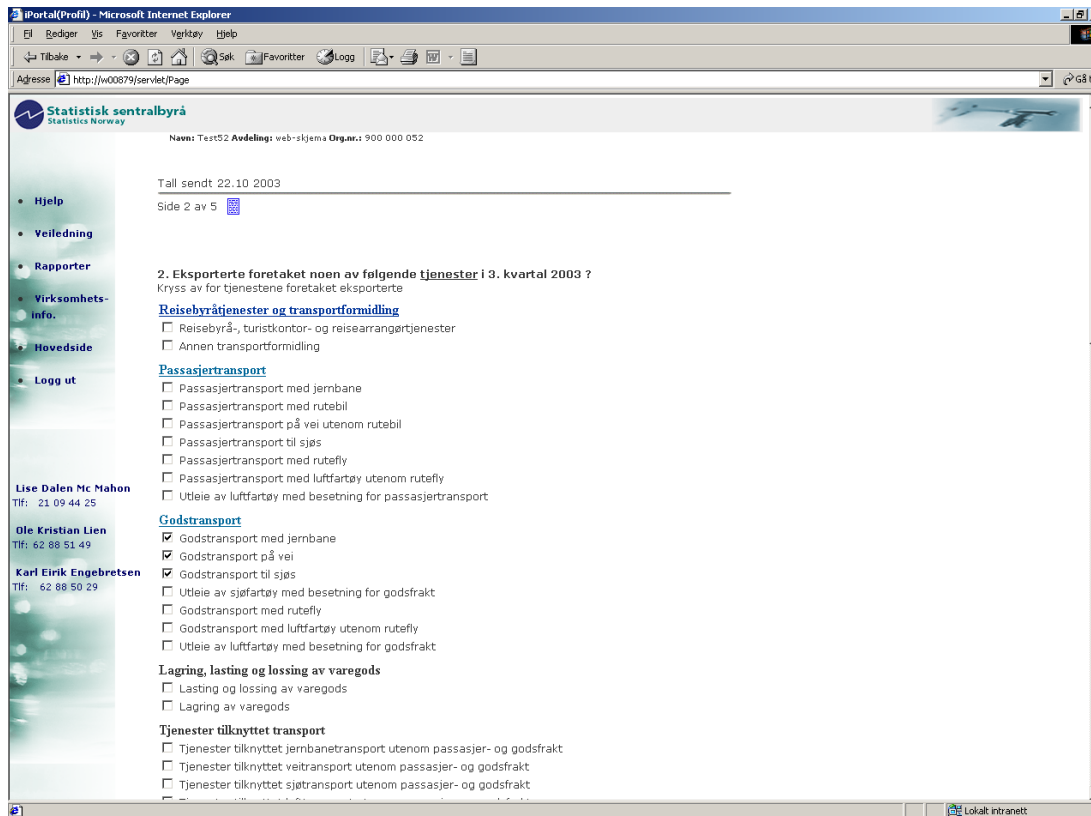 iPortal(Profil) - Microsoft Internet Explorer
Fil Rediger Vis Favoritter Verktøy Hjelp
Tilbake Søk Favoritter Logg
Adresse http://w00879/servlet/Page Gå
Statistisk sentralbyrå
Statistics Norway
Navn: Test52 Avdeling: web-skjema Org.nr.: 900 000 052
Tall sendt 22.10 2003
Side 2 av 5
Hjelp
Veiledning
Rapporter
Virksomhets-
info.
Hovedside
Logg ut
Lise Dalen Mc Mahon
Tlf: 21 09 44 25
Ole Kristian Lien
Tlf: 62 88 51 49
Karl Eirik Engebretsen
Tlf: 62 88 50 29
2. Eksporterte foretaket noen av følgende tjenester i 3. kvartal 2003 ?
Kryss av for tjenestene foretaket eksporterte
Reisebyråtjenester og transportformidling
Reisebyrå-, turistkontor- og reisearrangørtjenester
Annen transportformidling
Passasjertransport
Passasjertransport med jernbane
Passasjertransport med rutebil
Passasjertransport på vei utenom rutebil
Passasjertransport til sjøs
Passasjertransport med rutefly
Passasjertransport med luftfartøy utenom rutefly
Utleie av luftfartøy med besetning for passasjertransport
Godstransport
Godstransport med jernbane
Godstransport på vei
Godstransport til sjøs
Utleie av sjøfartøy med besetning for godsfrakt
Godstransport med rutefly
Godstransport med luftfartøy utenom rutefly
Utleie av luftfartøy med besetning for godsfrakt
Lagring, lasting og lossing av varegods
Lasting og lossing av varegods
Lagring av varegods
Tjenester tilknyttet transport
Tjenester tilknyttet jernbanetransport utenom passasjer- og godsfrakt
Tjenester tilknyttet veitransport utenom passasjer- og godsfrakt
Tjenester tilknyttet sjøtransport utenom passasjer- og godsfrakt
Lokalt intranett